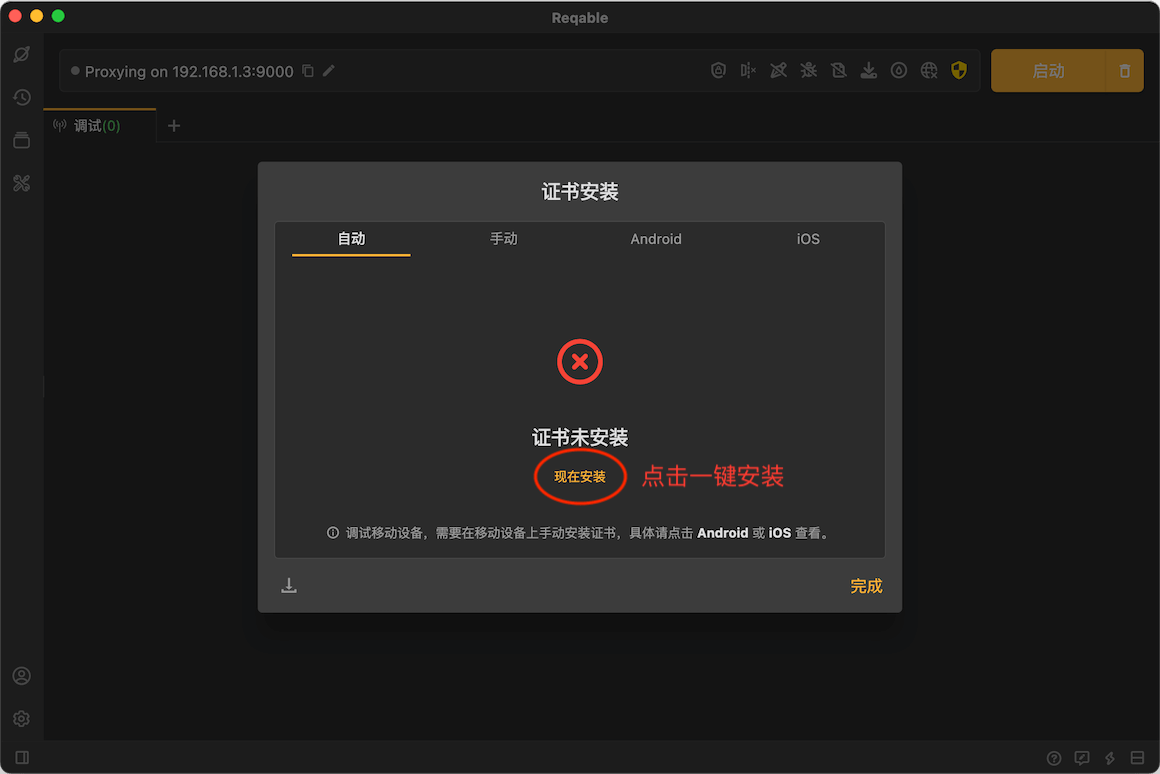 Reqable
Proxying on 192.168.1.3:9000
启动
调试(0)
证书安装
自动
手动
Android
iOS
证书未安装
现在安装
点击一键安装
调试移动设备，需要在移动设备上手动安装证书，具体请点击 Android 或 iOS 查看。
完成